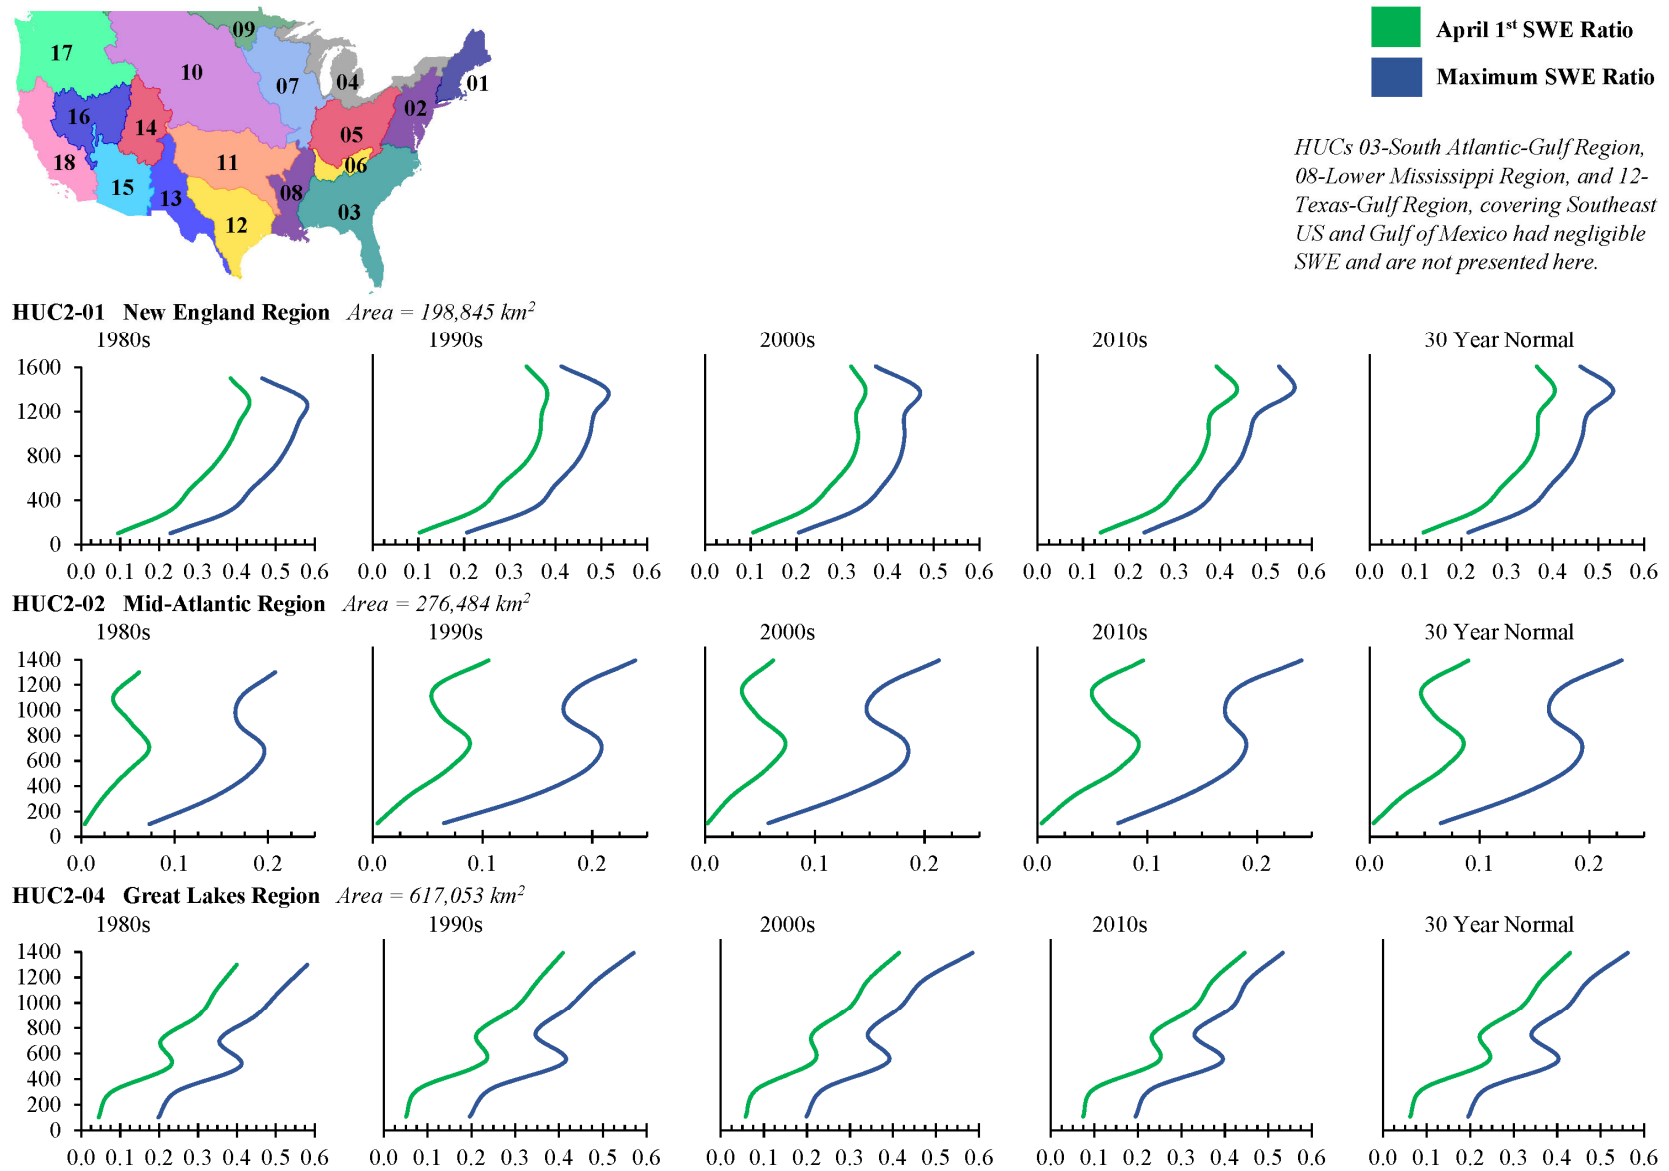 09
17
10
07
04
01
02
16
14
05
18
11
06
15
13
08
12
03
April 1st SWE Ratio
Maximum SWE Ratio
HUCs 03-South Atlantic-Gulf Region,
08-Lower Mississippi Region, and 12-
Texas-Gulf Region, covering Southeast
US and Gulf of Mexico had negligible
SWE and are not presented here.
HUC2-01 New England Region Area = 198,845 km2
1980s 1990s 2000s 2010s 30 Year Normal
1600
1200
800
400
0
0.0 0.1 0.2 0.3 0.4 0.5 0.6 0.0 0.1 0.2 0.3 0.4 0.5 0.6 0.0 0.1 0.2 0.3 0.4 0.5 0.6 0.0 0.1 0.2 0.3 0.4 0.5 0.6 0.0 0.1 0.2 0.3 0.4 0.5 0.6
HUC2-02 Mid-Atlantic Region Area = 276,484 km2
1980s 1990s 2000s 2010s 30 Year Normal
1400
1200
1000
800
600
400
200
0
0.0 0.1 0.2 0.0 0.1 0.2 0.0 0.1 0.2 0.0 0.1 0.2 0.0 0.1 0.2
HUC2-04 Great Lakes Region Area = 617,053 km2
1980s 1990s 2000s 2010s 30 Year Normal
1400
1200
1000
800
600
400
200
0
0.0 0.1 0.2 0.3 0.4 0.5 0.6 0.0 0.1 0.2 0.3 0.4 0.5 0.6 0.0 0.1 0.2 0.3 0.4 0.5 0.6 0.0 0.1 0.2 0.3 0.4 0.5 0.6 0.0 0.1 0.2 0.3 0.4 0.5 0.6